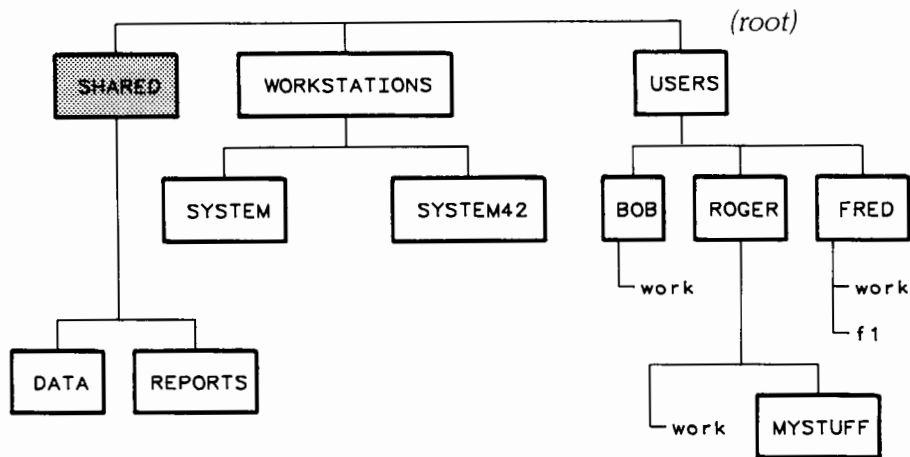 (root)
SHARED
WORKSTATIONS
USERS
SYSTEM
SYSTEM42
BOB
ROGER
FRED
work
work
f1
DATA
REPORTS
work
MYSTUFF